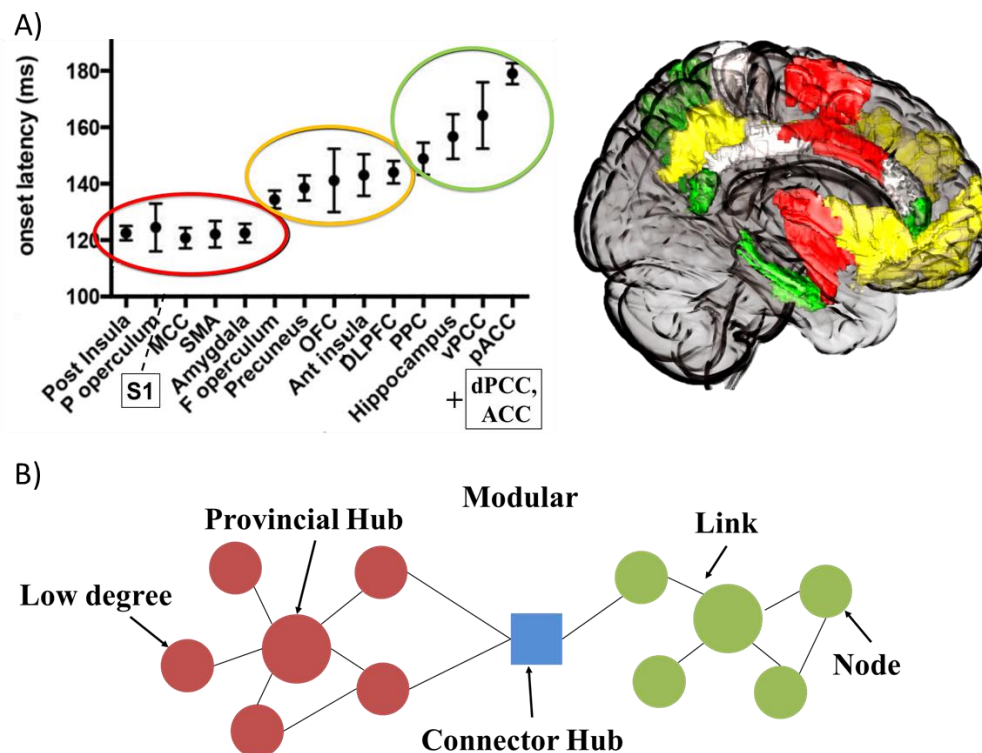 A)
onset latency (ms)
180
160
140
120
100
Post Insula
P operculum
MCC
SMA
Amygdala
F operculum
Precuneus
OFC
Ant insula
DLPFC
PPC
Hippocampus
vPCC
pACC
S1
+ dPCC,
ACC
B)
Modular
Provincial Hub
Link
Low degree
Node
Connector Hub